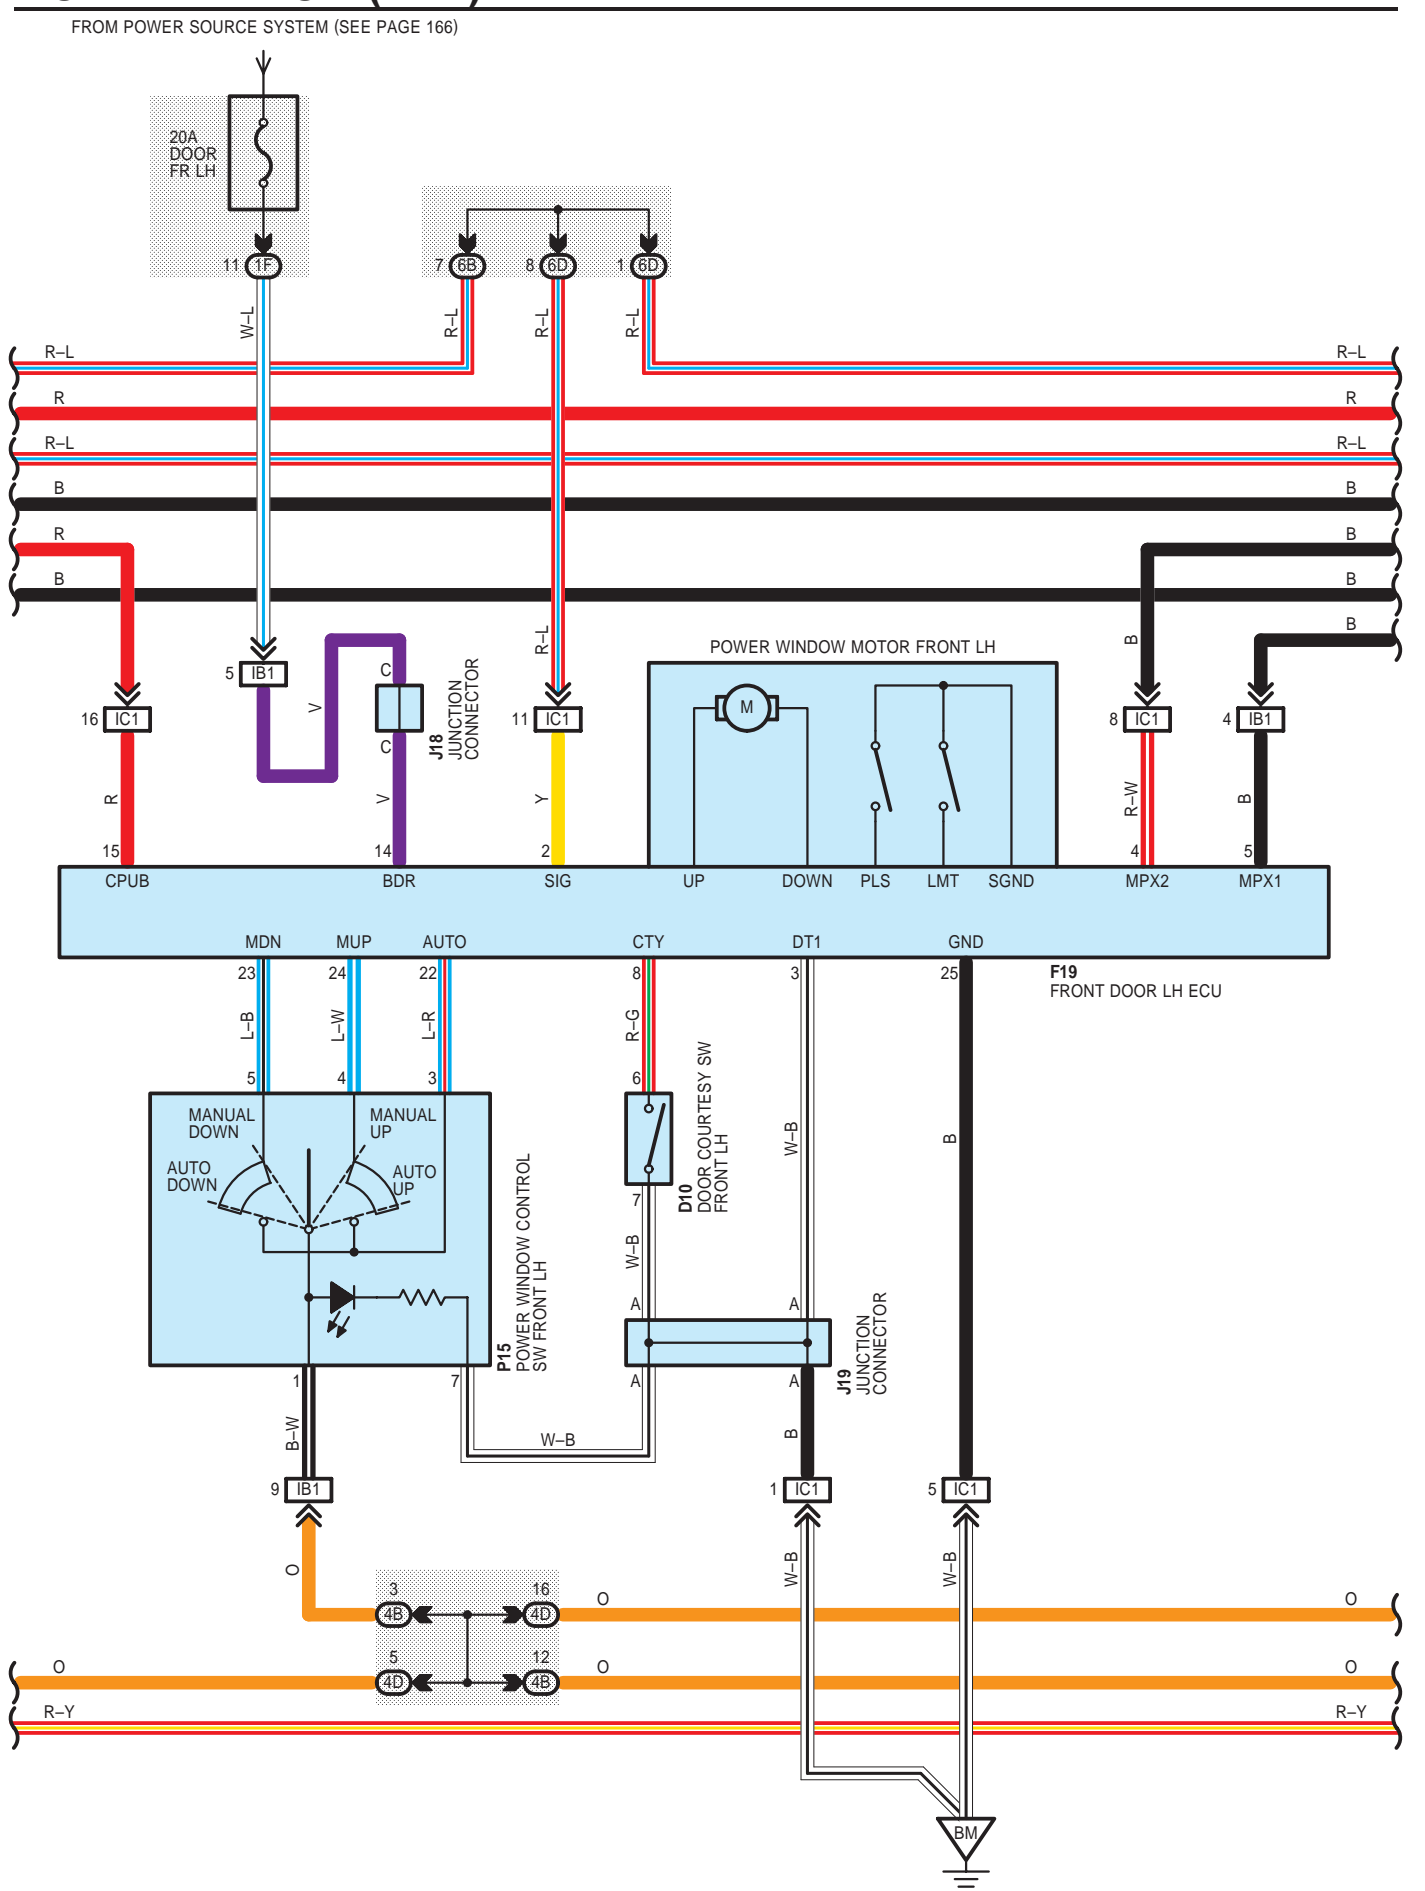 FROM POWER SOURCE SYSTEM (SEE PAGE 166)
20A
DOOR
FR LH
11 1F
7 6B
8 6D
1 6D
W–L
R–L
R–L
R–L
R–L
R–L
R
R
R–L
R–L
B
B
R
B
B
B
B
R–L
B
POWER WINDOW MOTOR FRONT LH
5 IB1
C
V
J18
JUNCTION
CONNECTOR
M
16 IC1
11 IC1
8 IC1
4 IB1
C
R
V
Y
R–W
B
15
14
2
4
5
CPUB
BDR
SIG
UP
DOWN
PLS
LMT
SGND
MPX2
MPX1
MDN
MUP
AUTO
CTY
DT1
GND
23
24
22
8
3
25
F19
FRONT DOOR LH ECU
L–B
L–W
L–R
R–G
5
4
3
6
MANUAL
DOWN
MANUAL
UP
AUTO
DOWN
AUTO
UP
D10
DOOR COURTESY SW
FRONT LH
W–B
B
7
W–B
P15
POWER WINDOW CONTROL
SW FRONT LH
A
A
J19
JUNCTION
CONNECTOR
1
7
A
A
B–W
W–B
B
9 IB1
1 IC1
5 IC1
O
W–B
W–B
3
4B
16
4D
O
O
5
4D
12
4B
O
O
O
R–Y
R–Y
BM